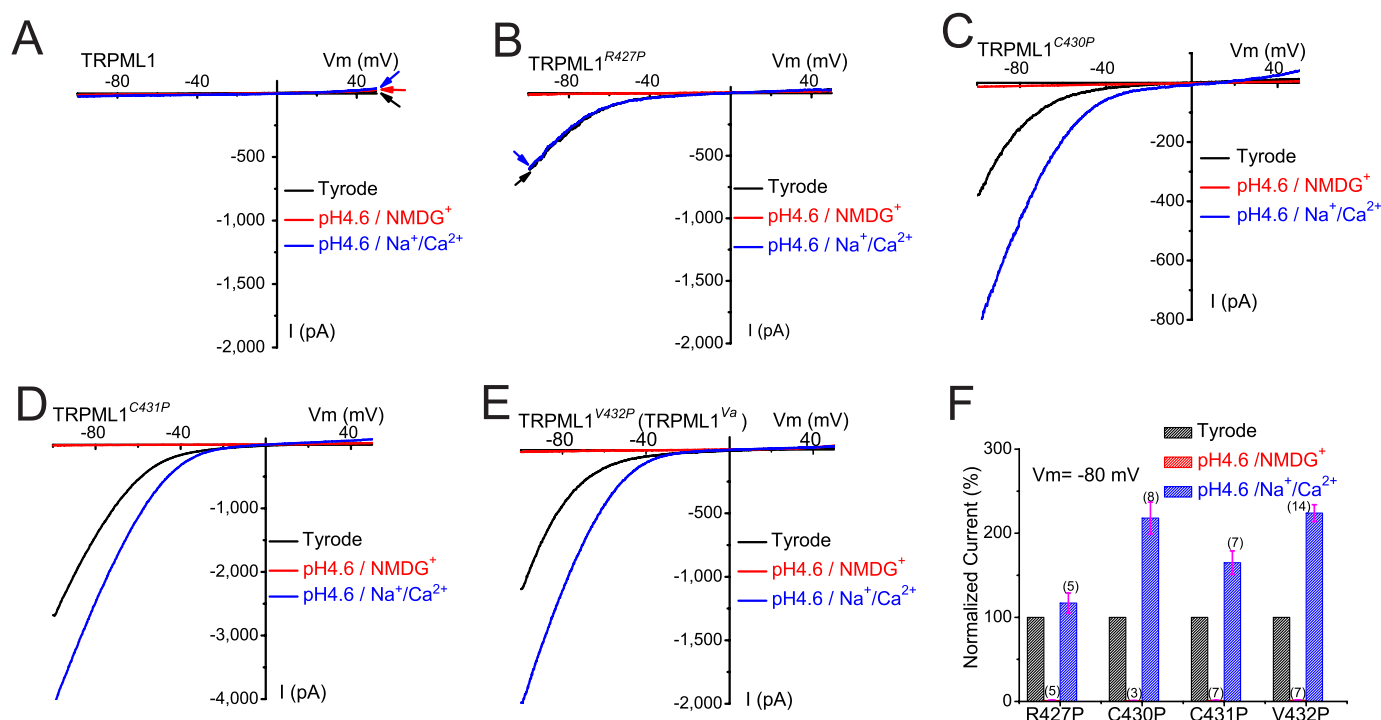 A
TRPML1
Vm (mV)
-80
-40
40
-500
-1,000
-1,500
-2,000
Tyrode
pH4.6 / NMDG+
pH4.6 / Na+/Ca2+
I (pA)
B
TRPML1R427P
Vm (mV)
-80
-40
40
-500
-1,000
-1,500
-2,000
Tyrode
pH4.6 / NMDG+
pH4.6 / Na+/Ca2+
I (pA)
C
TRPML1C430P
Vm (mV)
-80
-40
40
-200
-400
-600
-800
Tyrode
pH4.6 / NMDG+
pH4.6 / Na+/Ca2+
I (pA)
D
TRPML1C431P
Vm (mV)
-80
-40
40
-1,000
-2,000
-3,000
-4,000
Tyrode
pH4.6 / NMDG+
pH4.6 / Na+/Ca2+
I (pA)
E
TRPML1V432P (TRPML1Va )
Vm (mV)
-80
-40
40
-500
-1,000
-1,500
-2,000
Tyrode
pH4.6 / NMDG+
pH4.6 / Na+/Ca2+
I (pA)
F
Tyrode
pH4.6 /NMDG+
pH4.6 /Na+/Ca2+
Vm= -80 mV
Normalized Current (%)
300
200
100
0
(5)
(5)
(3)
(8)
(7)
(7)
(7)
(14)
R427P
C430P
C431P
V432P